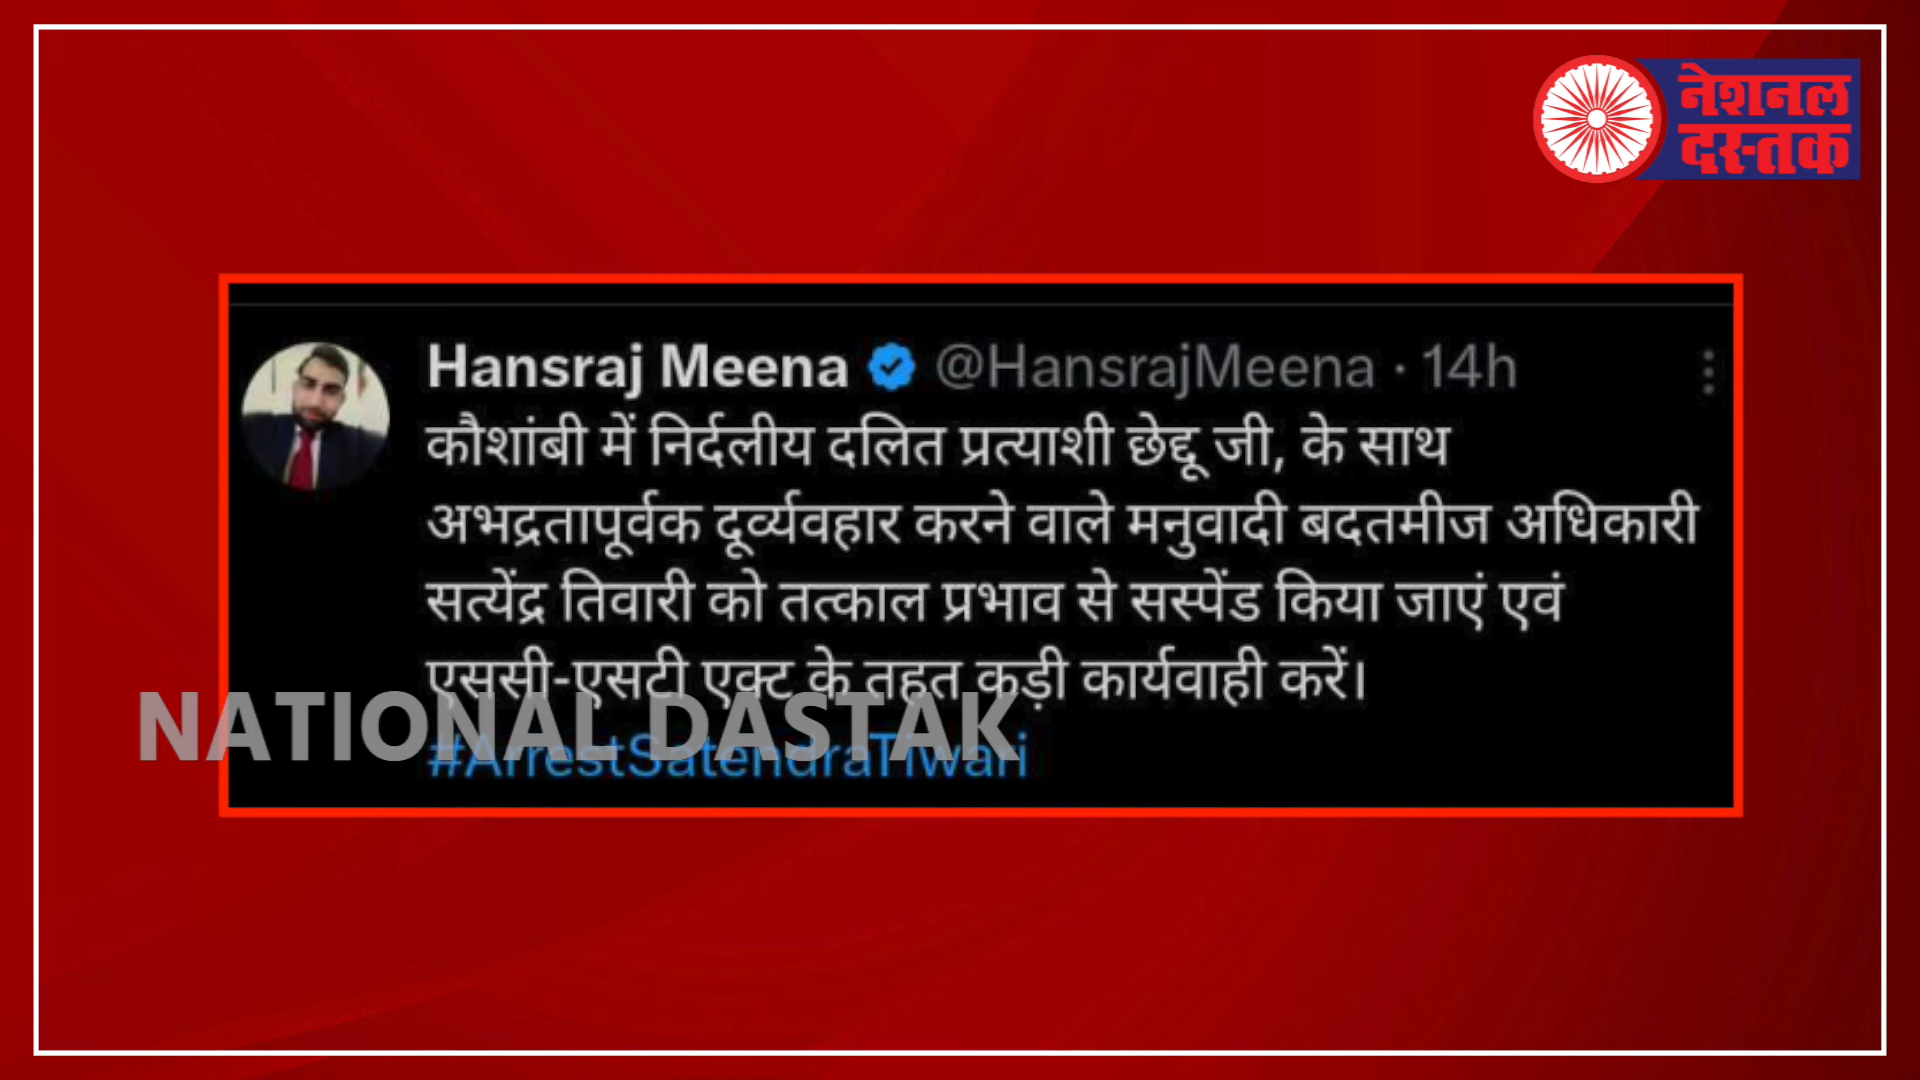 नेशनल
दस्तक
Hansraj Meena @HansrajMeena · 14h
कौशांबी में निर्दलीय दलित प्रत्याशी छेद्दू जी, के साथ
अभद्रतापूर्वक दूर्व्यवहार करने वाले मनुवादी बदतमीज अधिकारी
सत्येंद्र तिवारी को तत्काल प्रभाव से सस्पेंड किया जाएं एवं
एससी-एसटी एक्ट के तहत कड़ी कार्यवाही करें।
NATIONAL DASTAK
#ArrestSatendraTiwari